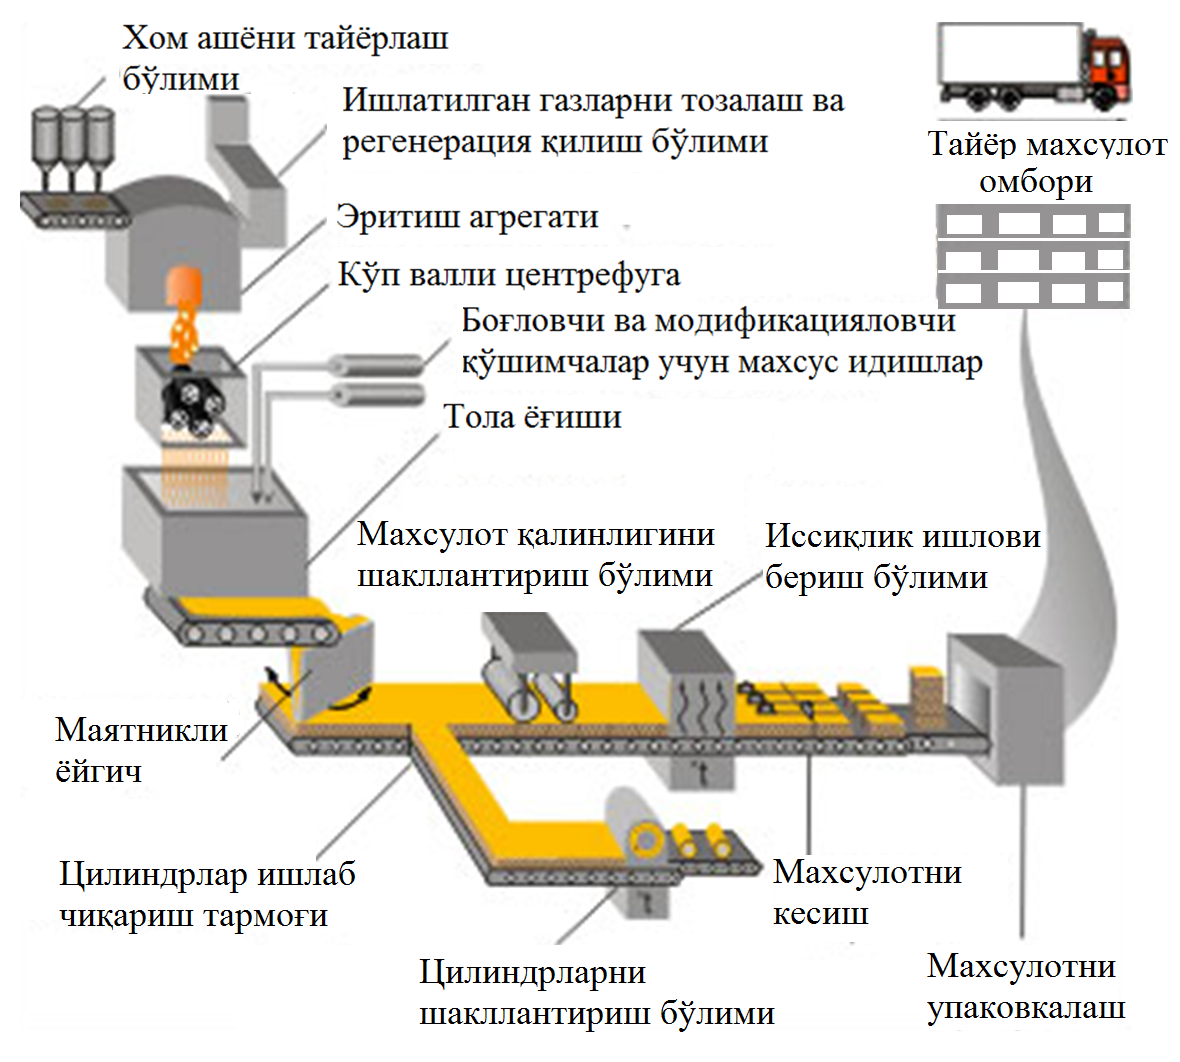 Хом ашёни тайёрлаш
бўлими
Ишлатилган газларни тозалаш ва
регенерация қилиш бўлими
Тайёр махсулот
омбори
Эритиш агрегати
Кўп валли центрефуга
Боғловчи ва модификацияловчи
қўшимчалар учун махсус идишлар
Тола ёғиши
Махсулот қалинлигини
шакллантириш бўлими
Иссиқлик ишлови
бериш бўлими
Маятникли
ёйгич
t
Цилиндрлар ишлаб
чиқариш тармоғи
t
Махсулотни
кесиш
Цилиндрларни
шакллантириш бўлими
Махсулотни
упаковкалаш